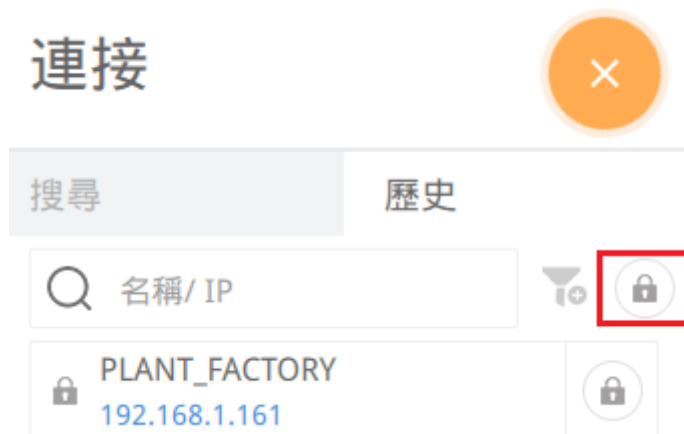 連接
搜尋
歷史
名稱/ IP
PLANT_FACTORY
192.168.1.161